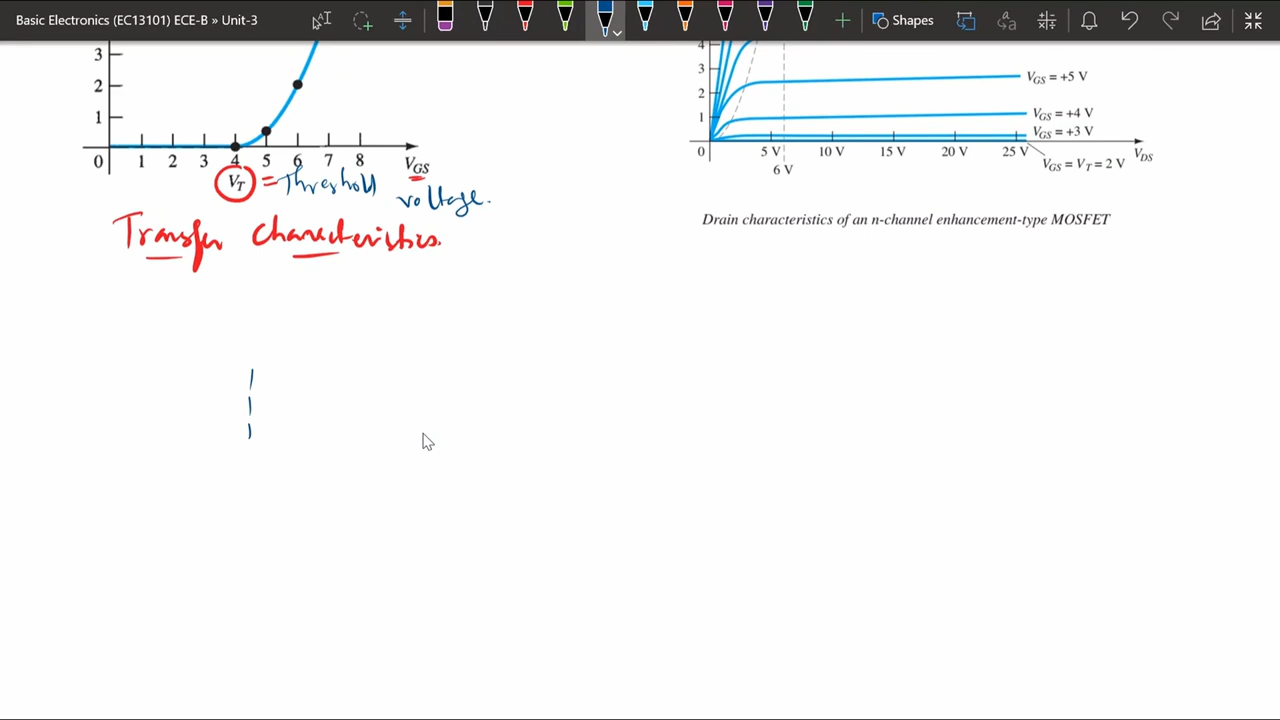 Basic Electronics (EC13101) ECE-B » Unit-3
Shapes
3
2
1
0 1 2 3 4 5 6 7 8 VGS
VT = Threshold voltage.
Transfer characteristics.
4
3
2
1
0
5 V 10 V 15 V 20 V 25 V VDS
6 V
VGS = +5 V
VGS = +4 V
VGS = +3 V
VGS = VT = 2 V
Drain characteristics of an n-channel enhancement-type MOSFET